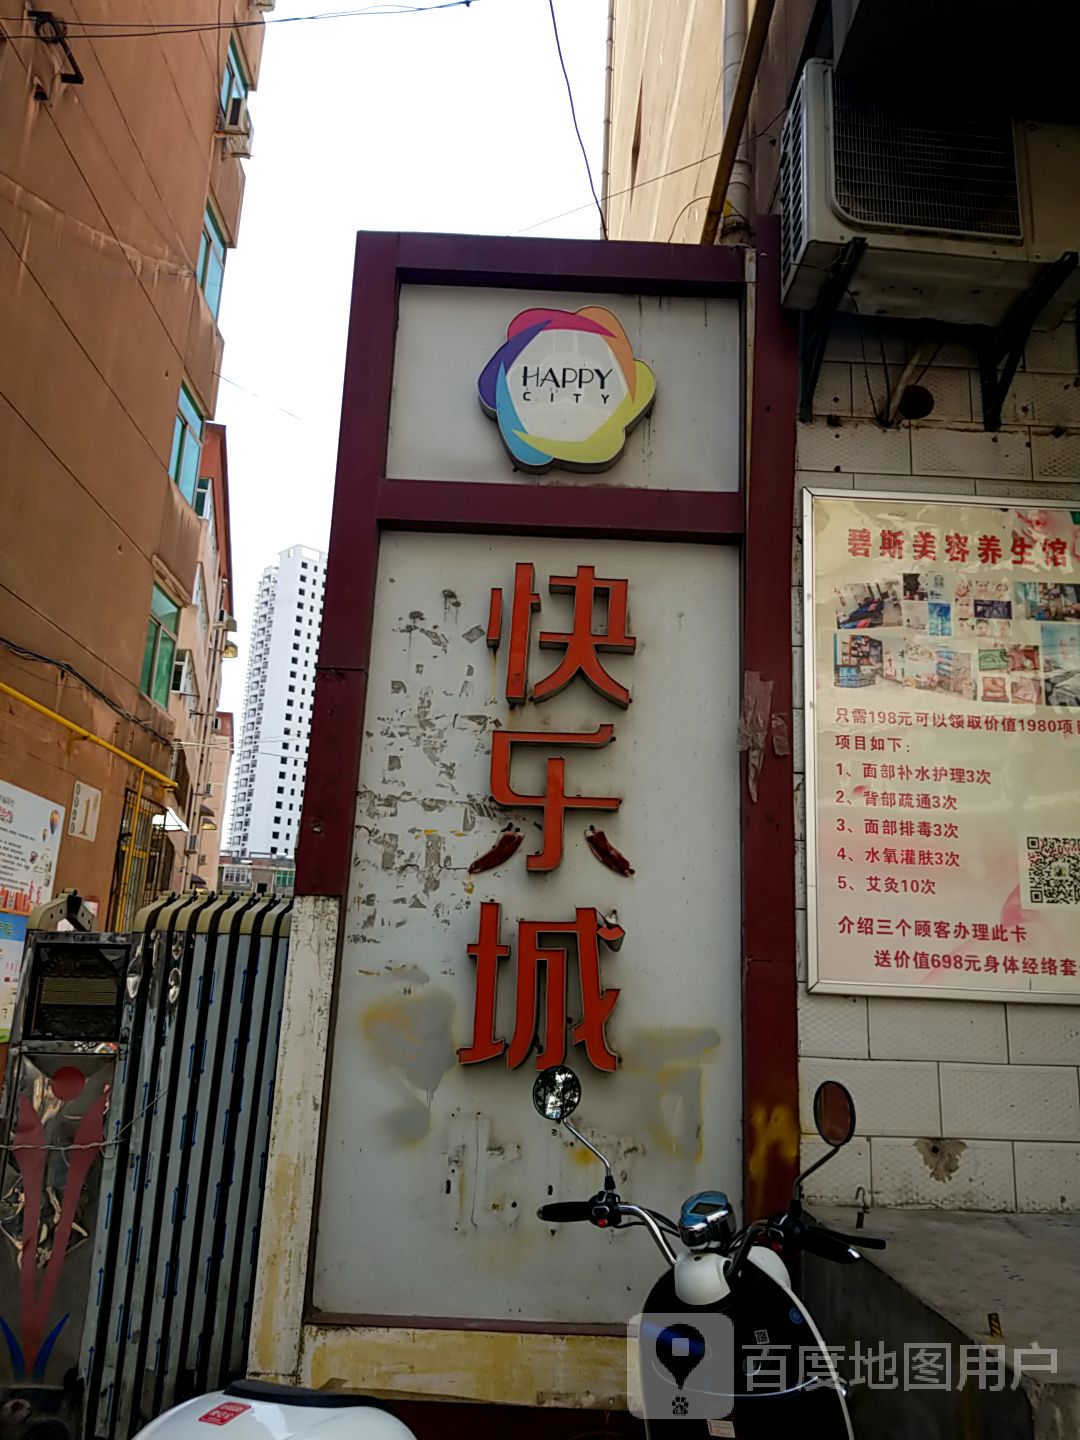 HAPPY
CITY
快乐城
碧斯美容养生馆
只需198元可以领取价值1980项目
项目如下：
1、面部补水护理3次
2、背部疏通3次
3、面部排毒3次
4、水氧灌肤3次
5、艾灸10次
介绍三个顾客办理此卡
送价值698元身体经络套
1
百度地图用户